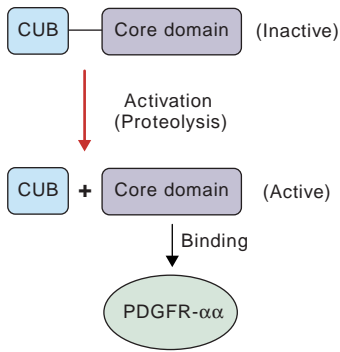 CUB Core domain (Inactive)
Activation
(Proteolysis)
CUB + Core domain (Active)
Binding
PDGFR-αα